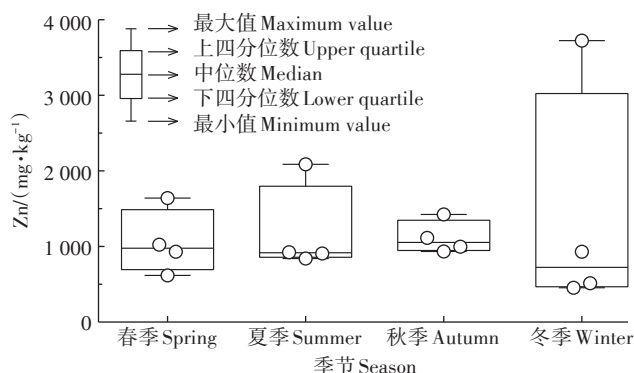 4 000
3 000
2 000
1 000
0
Zn/(mg•kg⁻¹)
最大值 Maximum value
上四分位数 Upper quartile
中位数 Median
下四分位数 Lower quartile
最小值 Minimum value
春季 Spring
夏季 Summer
秋季 Autumn
冬季 Winter
季节 Season